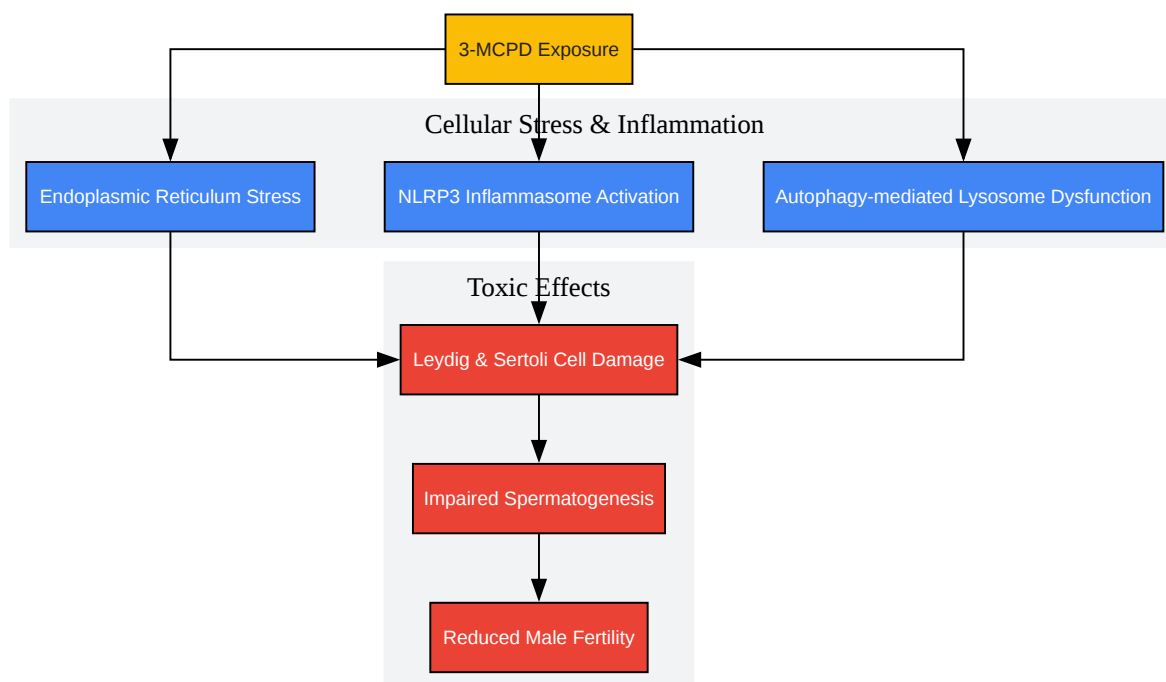 3-MCPD Exposure
Cellular Stress & Inflammation
Endoplasmic Reticulum Stress
NLRP3 Inflammasome Activation
Autophagy-mediated Lysosome Dysfunction
Toxic Effects
Leydig & Sertoli Cell Damage
Impaired Spermatogenesis
Reduced Male Fertility